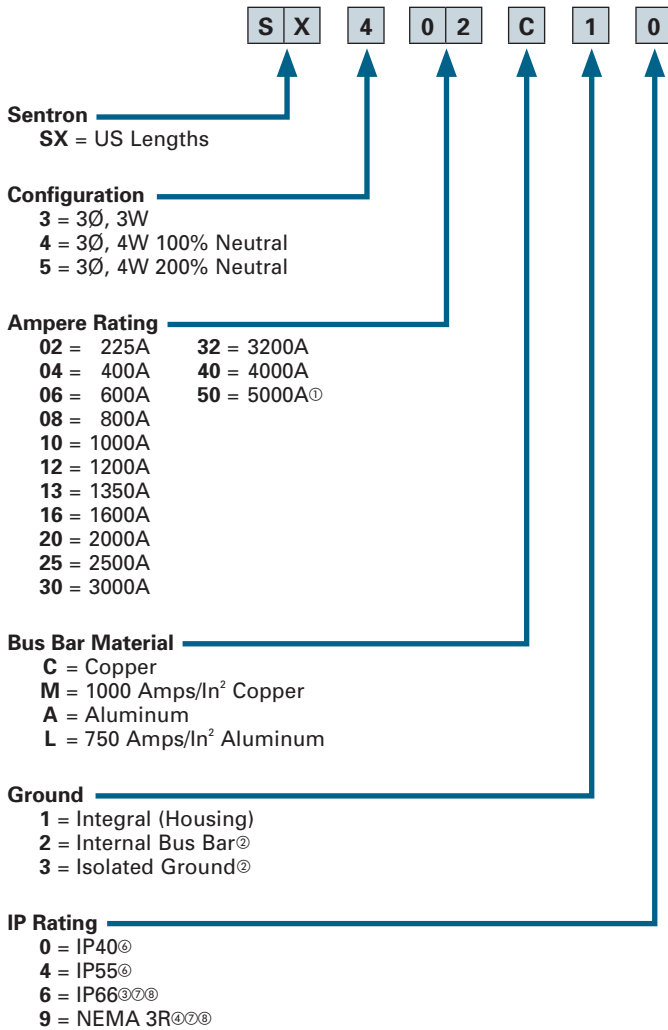 S X 4 0 2 C 1 0
Sentron
SX = US Lengths
Configuration
3 = 3Ø, 3W
4 = 3Ø, 4W 100% Neutral
5 = 3Ø, 4W 200% Neutral
Ampere Rating
02 = 225A 32 = 3200A
04 = 400A 40 = 4000A
06 = 600A 50 = 5000A①
08 = 800A
10 = 1000A
12 = 1200A
13 = 1350A
16 = 1600A
20 = 2000A
25 = 2500A
30 = 3000A
Bus Bar Material
C = Copper
M = 1000 Amps/In² Copper
A = Aluminum
L = 750 Amps/In² Aluminum
Ground
1 = Integral (Housing)
2 = Internal Bus Bar②
3 = Isolated Ground②
IP Rating
0 = IP40⑥
4 = IP55⑥
6 = IP66③⑦⑧
9 = NEMA 3R④⑦⑧